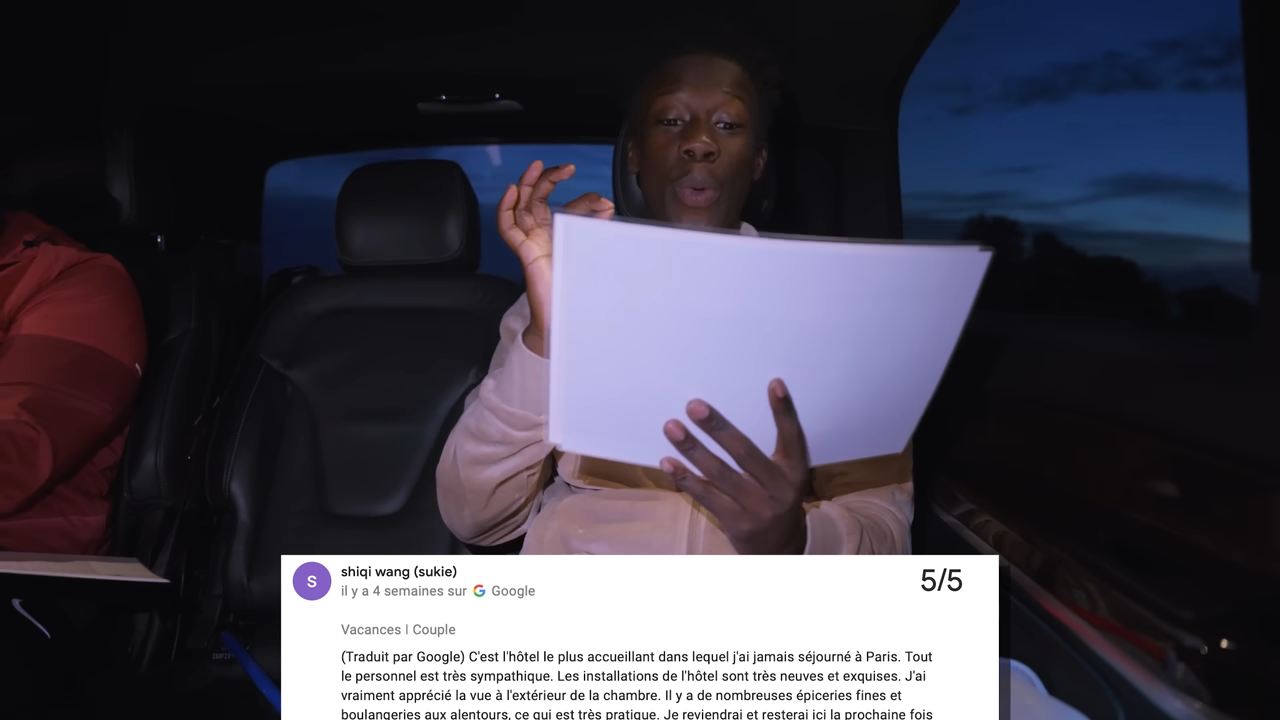 S
shiqi wang (sukie)
5/5
il y a 4 semaines sur Google
Vacances | Couple
(Traduit par Google) C'est l'hôtel le plus accueillant dans lequel j'ai jamais séjourné à Paris. Tout
le personnel est très sympathique. Les installations de l'hôtel sont très neuves et exquises. J'ai
vraiment apprécié la vue à l'extérieur de la chambre. Il y a de nombreuses épiceries fines et
boulangeries aux alentours, ce qui est très pratique. Je reviendrai et resterai ici la prochaine fois